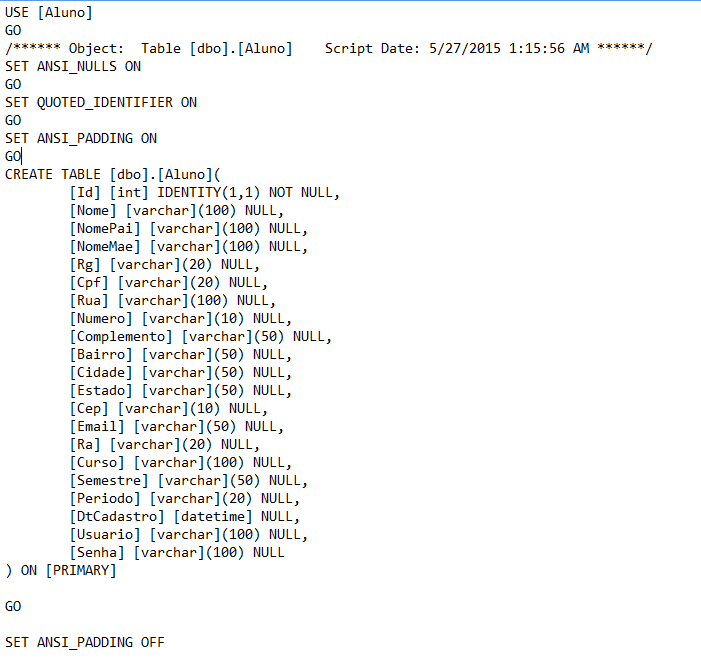 USE [Aluno]
GO
/****** Object:  Table [dbo].[Aluno]    Script Date: 5/27/2015 1:15:56 AM ******/
SET ANSI_NULLS ON
GO
SET QUOTED_IDENTIFIER ON
GO
SET ANSI_PADDING ON
GO
CREATE TABLE [dbo].[Aluno](
        [Id] [int] IDENTITY(1,1) NOT NULL,
        [Nome] [varchar](100) NULL,
        [NomePai] [varchar](100) NULL,
        [NomeMae] [varchar](100) NULL,
        [Rg] [varchar](20) NULL,
        [Cpf] [varchar](20) NULL,
        [Rua] [varchar](100) NULL,
        [Numero] [varchar](10) NULL,
        [Complemento] [varchar](50) NULL,
        [Bairro] [varchar](50) NULL,
        [Cidade] [varchar](50) NULL,
        [Estado] [varchar](50) NULL,
        [Cep] [varchar](10) NULL,
        [Email] [varchar](50) NULL,
        [Ra] [varchar](20) NULL,
        [Curso] [varchar](100) NULL,
        [Semestre] [varchar](50) NULL,
        [Periodo] [varchar](20) NULL,
        [DtCadastro] [datetime] NULL,
        [Usuario] [varchar](100) NULL,
        [Senha] [varchar](100) NULL
) ON [PRIMARY]

GO

SET ANSI_PADDING OFF